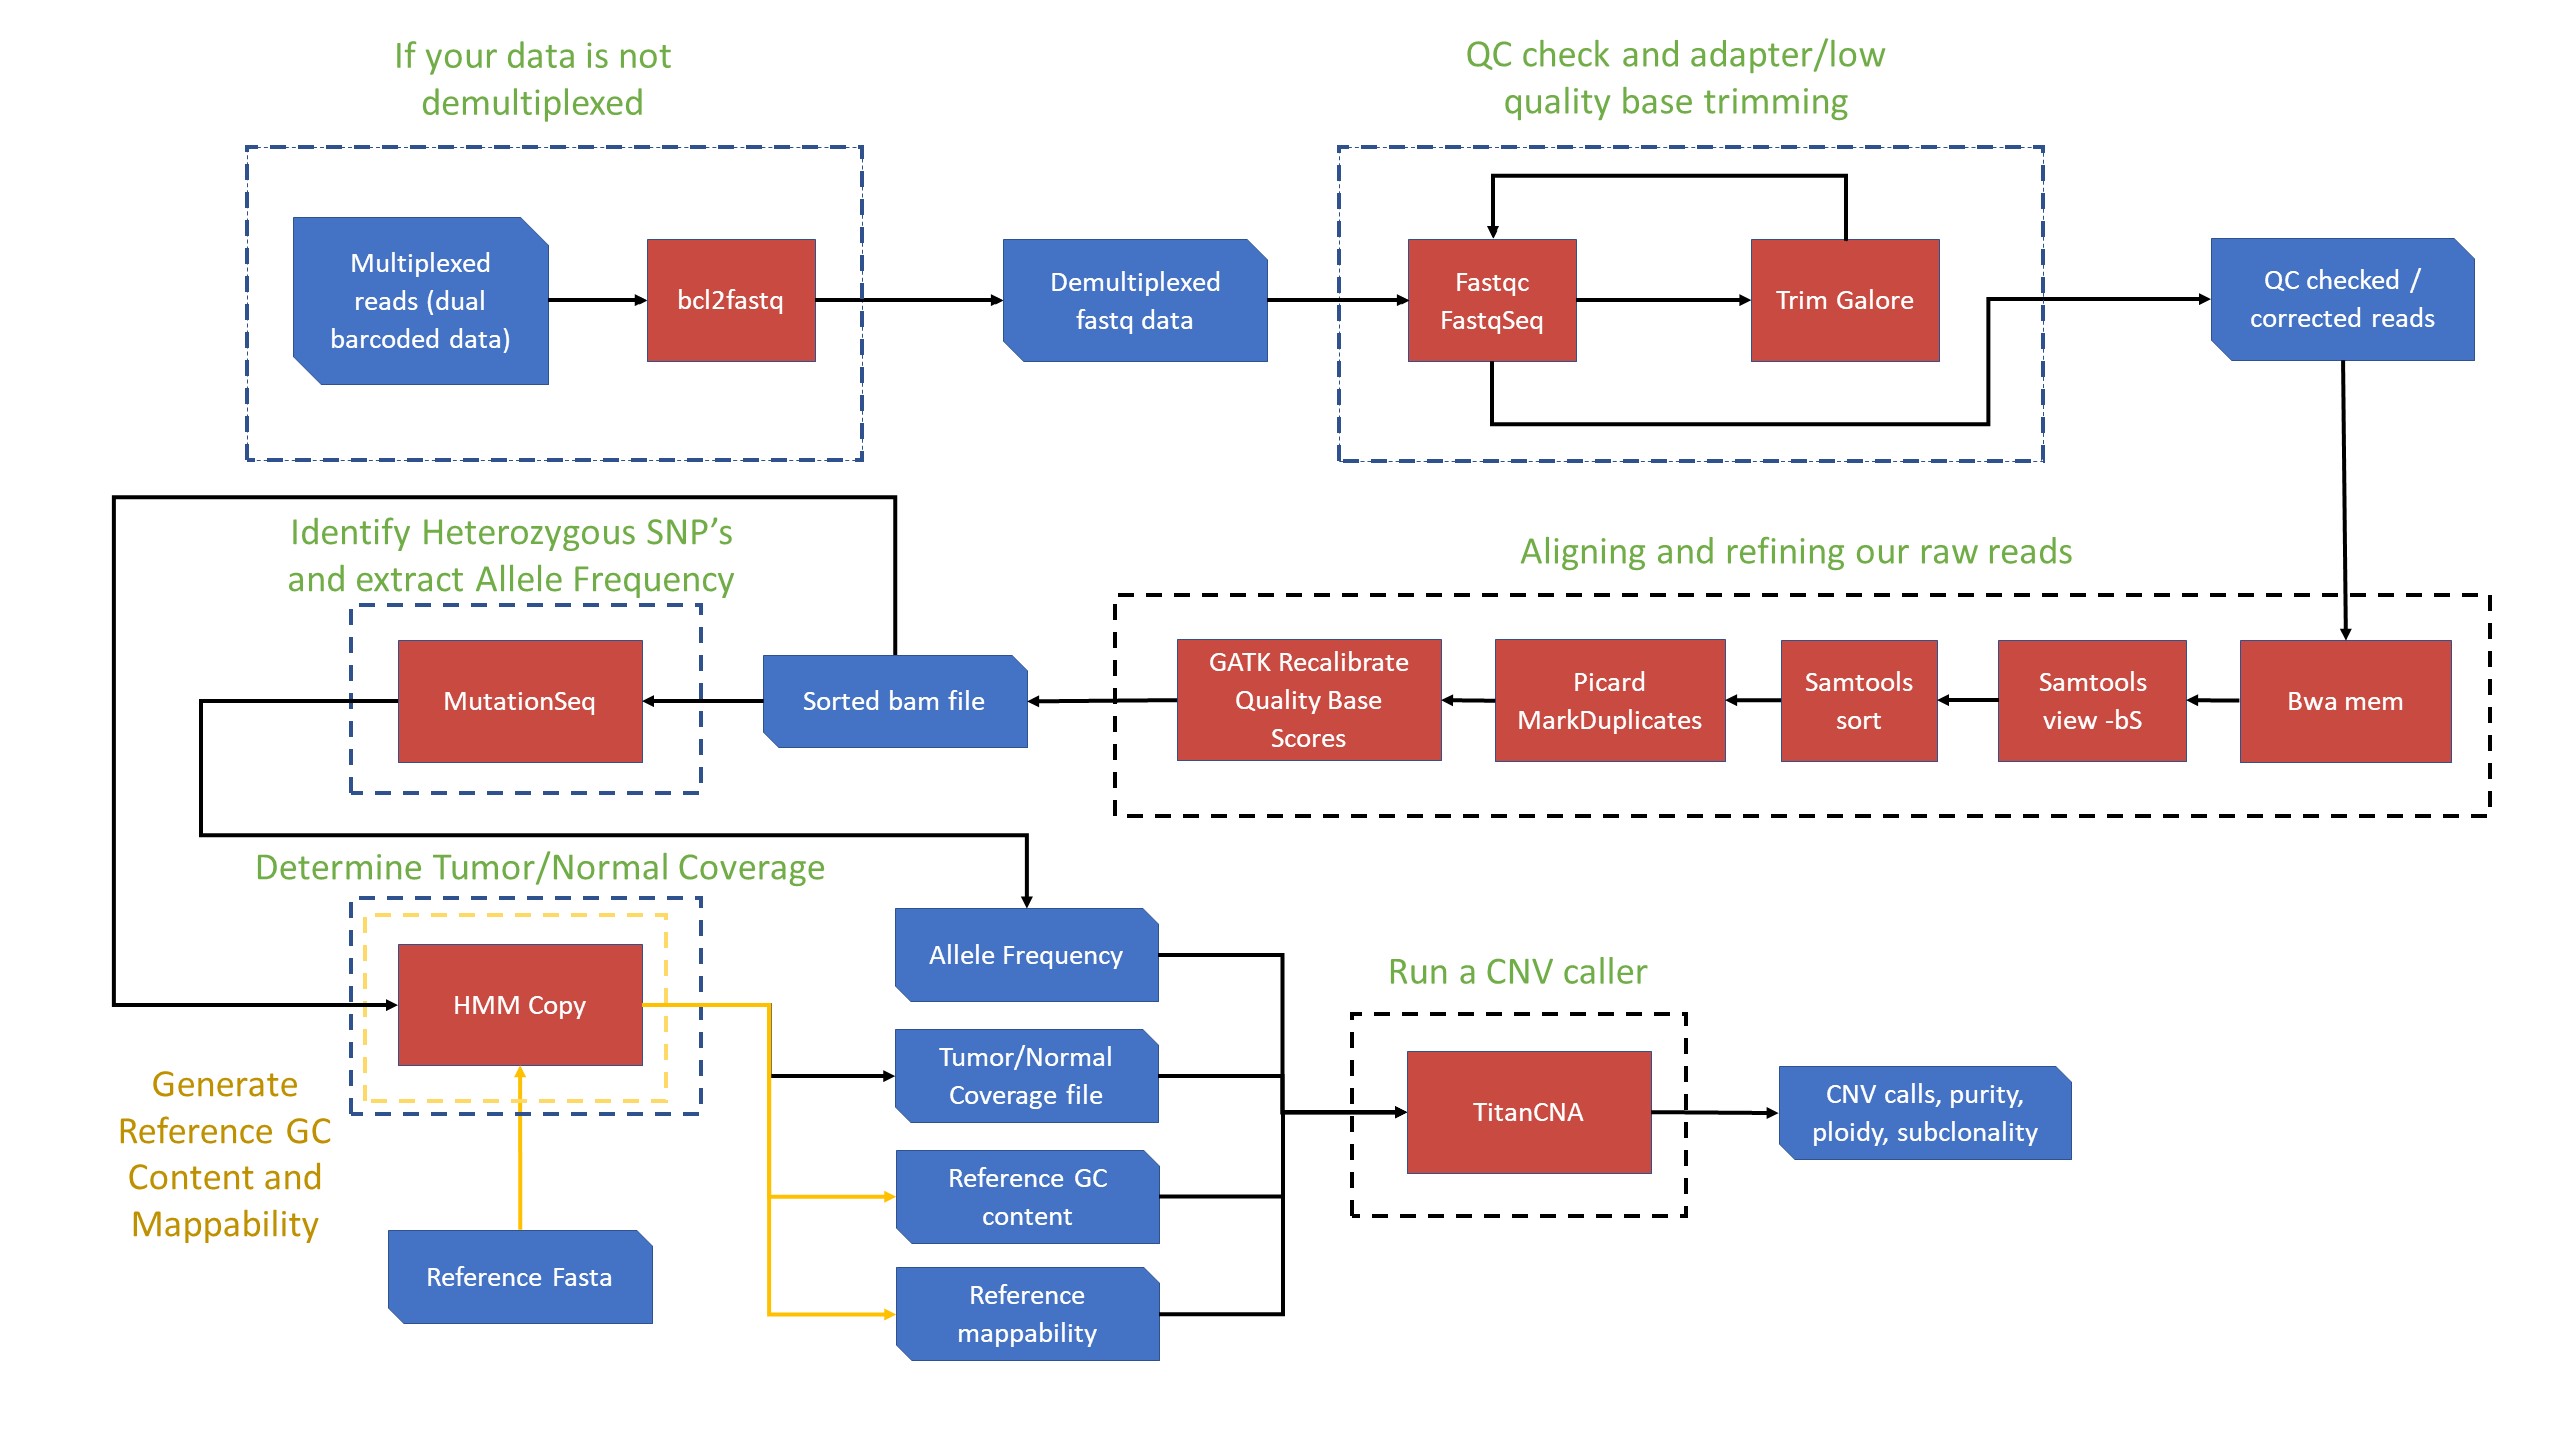 If your data is not
demultiplexed
QC check and adapter/low
quality base trimming
Multiplexed
reads (dual
barcoded data)
bcl2fastq
Demultiplexed
fastq data
Fastqc
FastqSeq
Trim Galore
QC checked /
corrected reads
Identify Heterozygous SNP’s
and extract Allele Frequency
Aligning and refining our raw reads
MutationSeq
Sorted bam file
GATK Recalibrate
Quality Base
Scores
Picard
MarkDuplicates
Samtools
sort
Samtools
view -bS
Bwa mem
Determine Tumor/Normal Coverage
HMM Copy
Generate
Reference GC
Content and
Mappability
Reference Fasta
Allele Frequency
Tumor/Normal
Coverage file
Reference GC
content
Reference
mappability
Run a CNV caller
TitanCNA
CNV calls, purity,
ploidy, subclonality